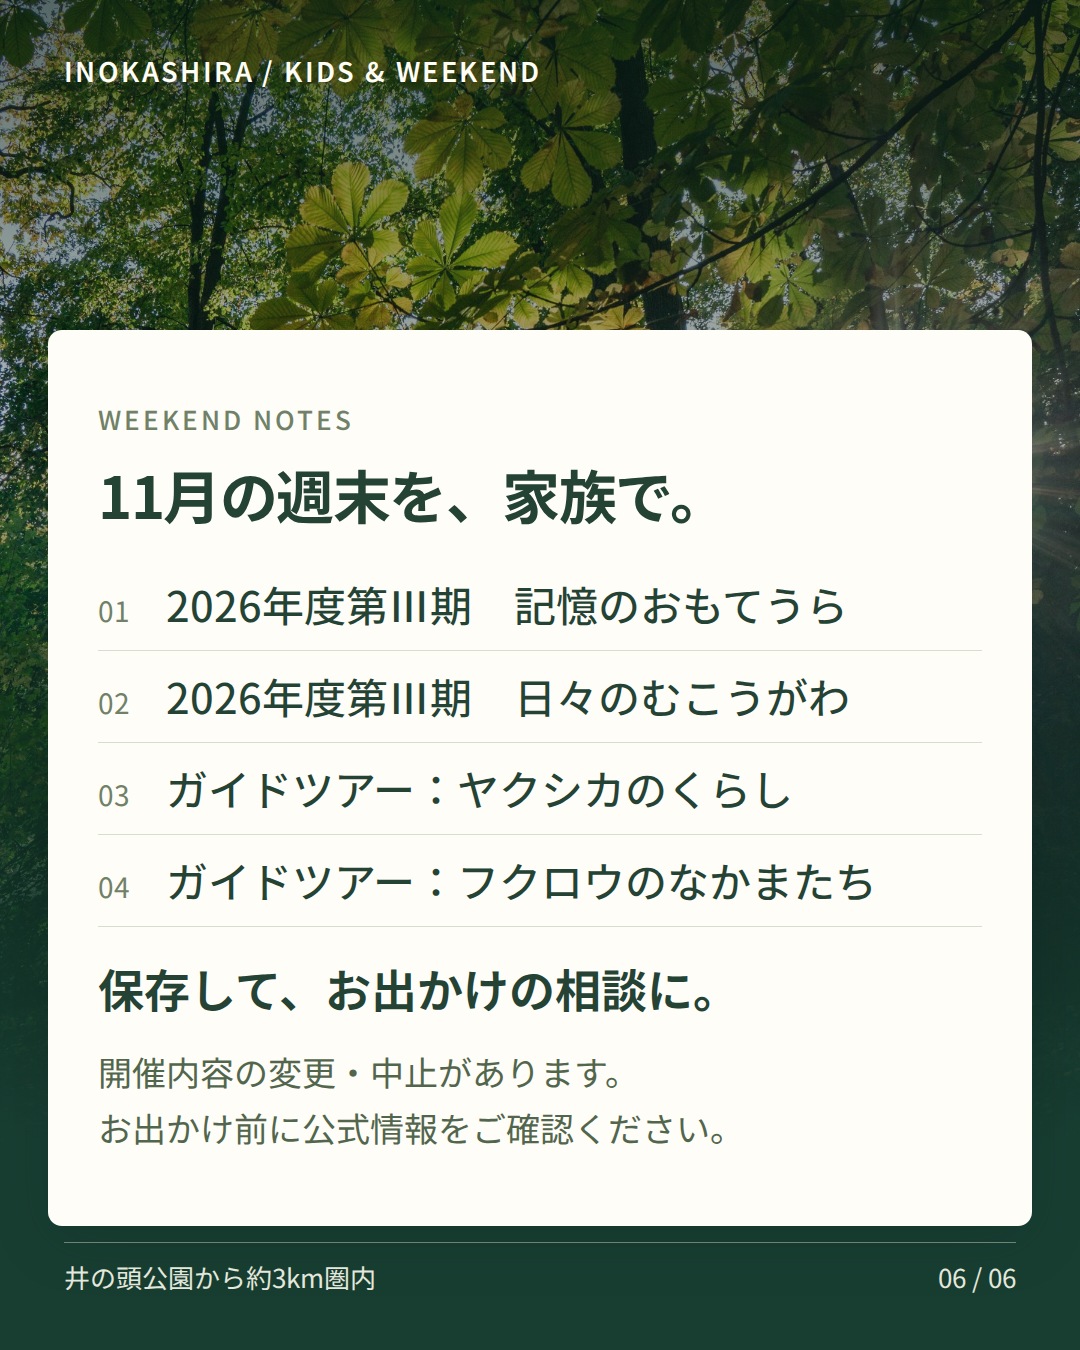 INOKASHIRA / KIDS & WEEKEND
WEEKEND NOTES
11月の週末を、家族で。
01 2026年度第III期　記憶のおもてうら
02 2026年度第III期　日々のむこうがわ
03 ガイドツアー：ヤクシカのくらし
04 ガイドツアー：フクロウのなかまたち
保存して、お出かけの相談に。
開催内容の変更・中止があります。
お出かけ前に公式情報をご確認ください。
井の頭公園から約3km圏内
06 / 06